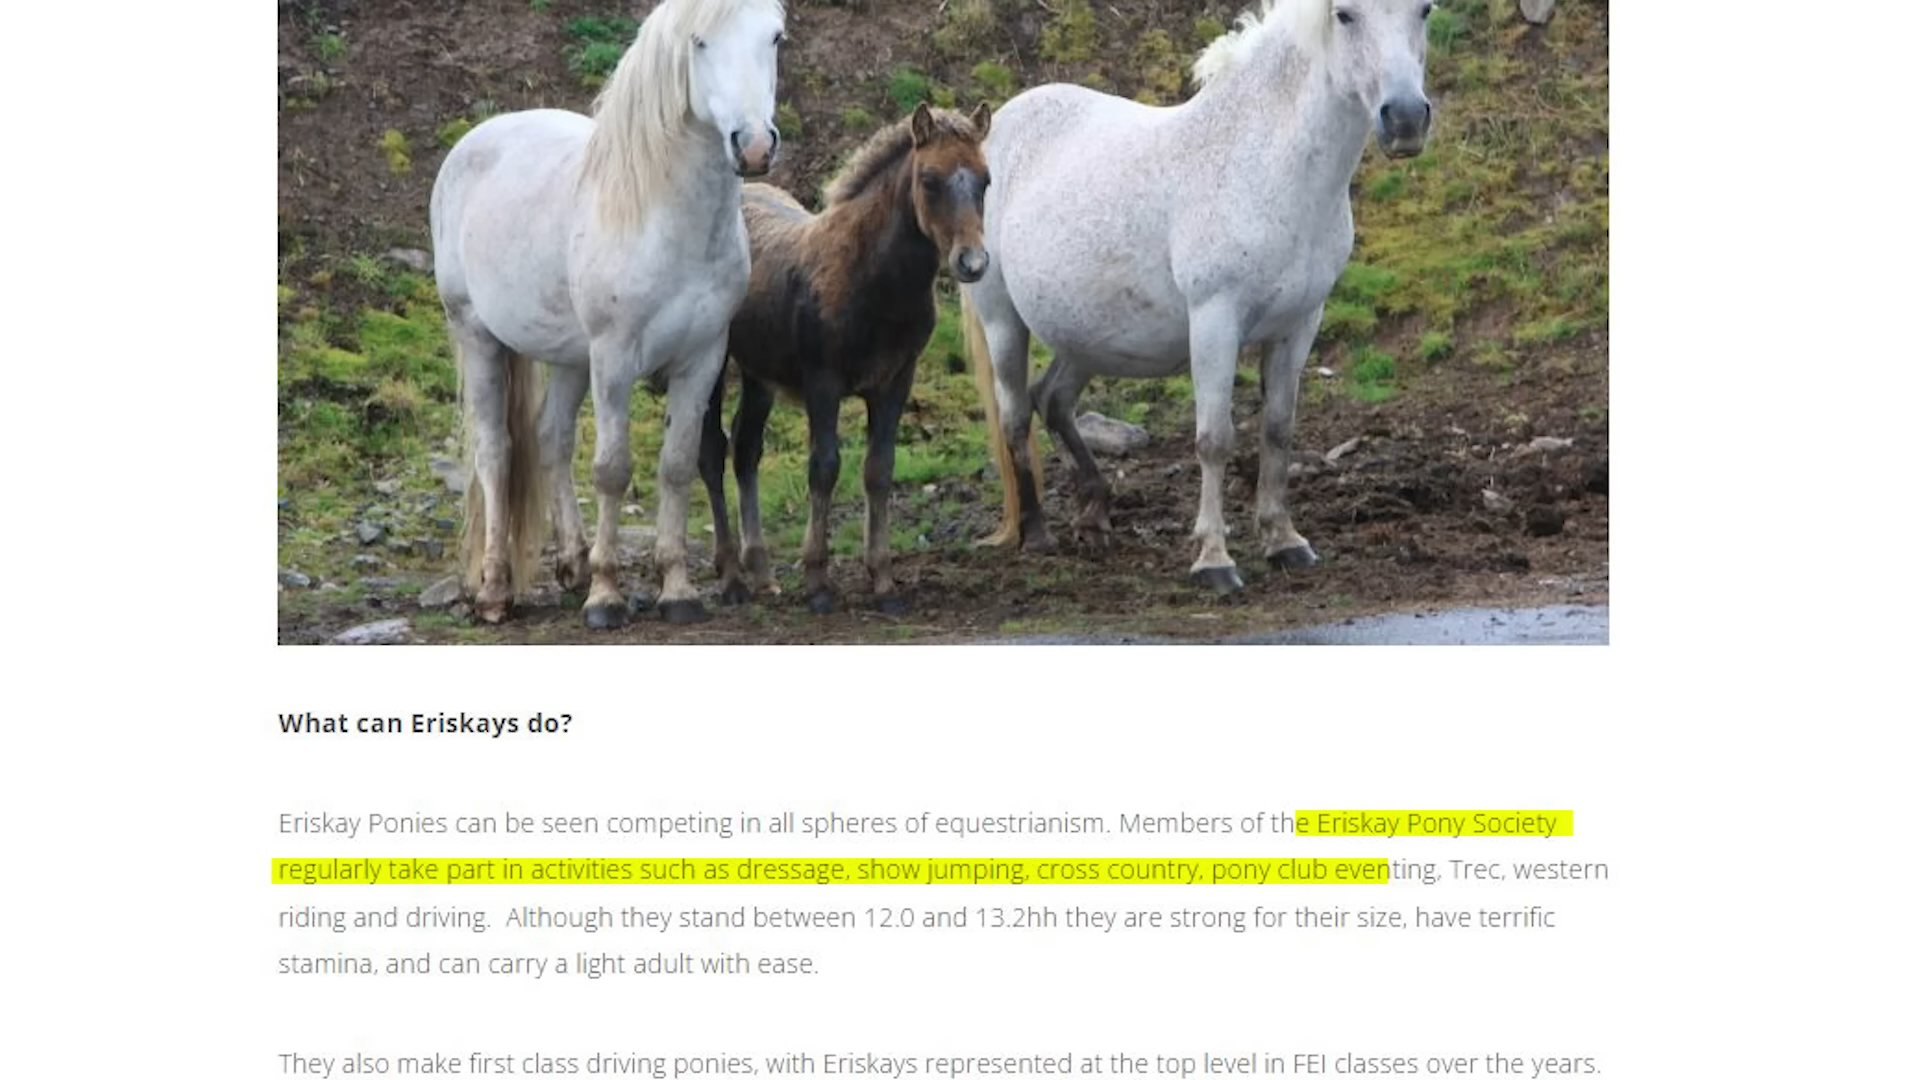 What can Eriskays do?
Eriskay Ponies can be seen competing in all spheres of equestrianism. Members of the Eriskay Pony Society
regularly take part in activities such as dressage, show jumping, cross country, pony club eventing, Trec, western
riding and driving.  Although they stand between 12.0 and 13.2hh they are strong for their size, have terrific
stamina, and can carry a light adult with ease.
They also make first class driving ponies, with Eriskays represented at the top level in FEI classes over the years.